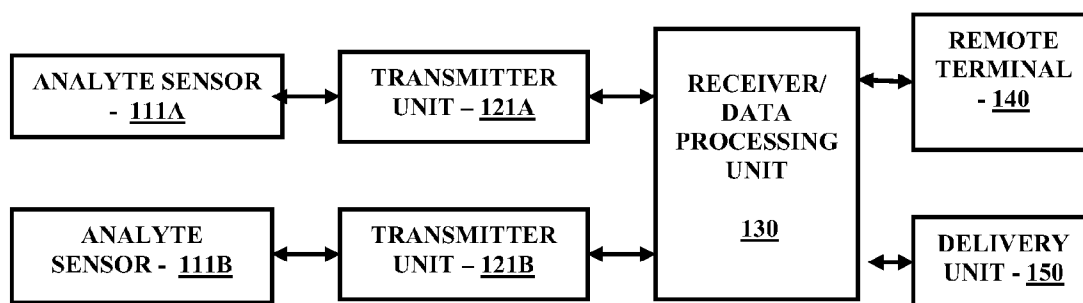 ANALYTE SENSOR
- 111A
TRANSMITTER
UNIT – 121A
RECEIVER/
DATA
PROCESSING
UNIT
130
REMOTE
TERMINAL
- 140
ANALYTE
SENSOR - 111B
TRANSMITTER
UNIT – 121B
DELIVERY
UNIT - 150